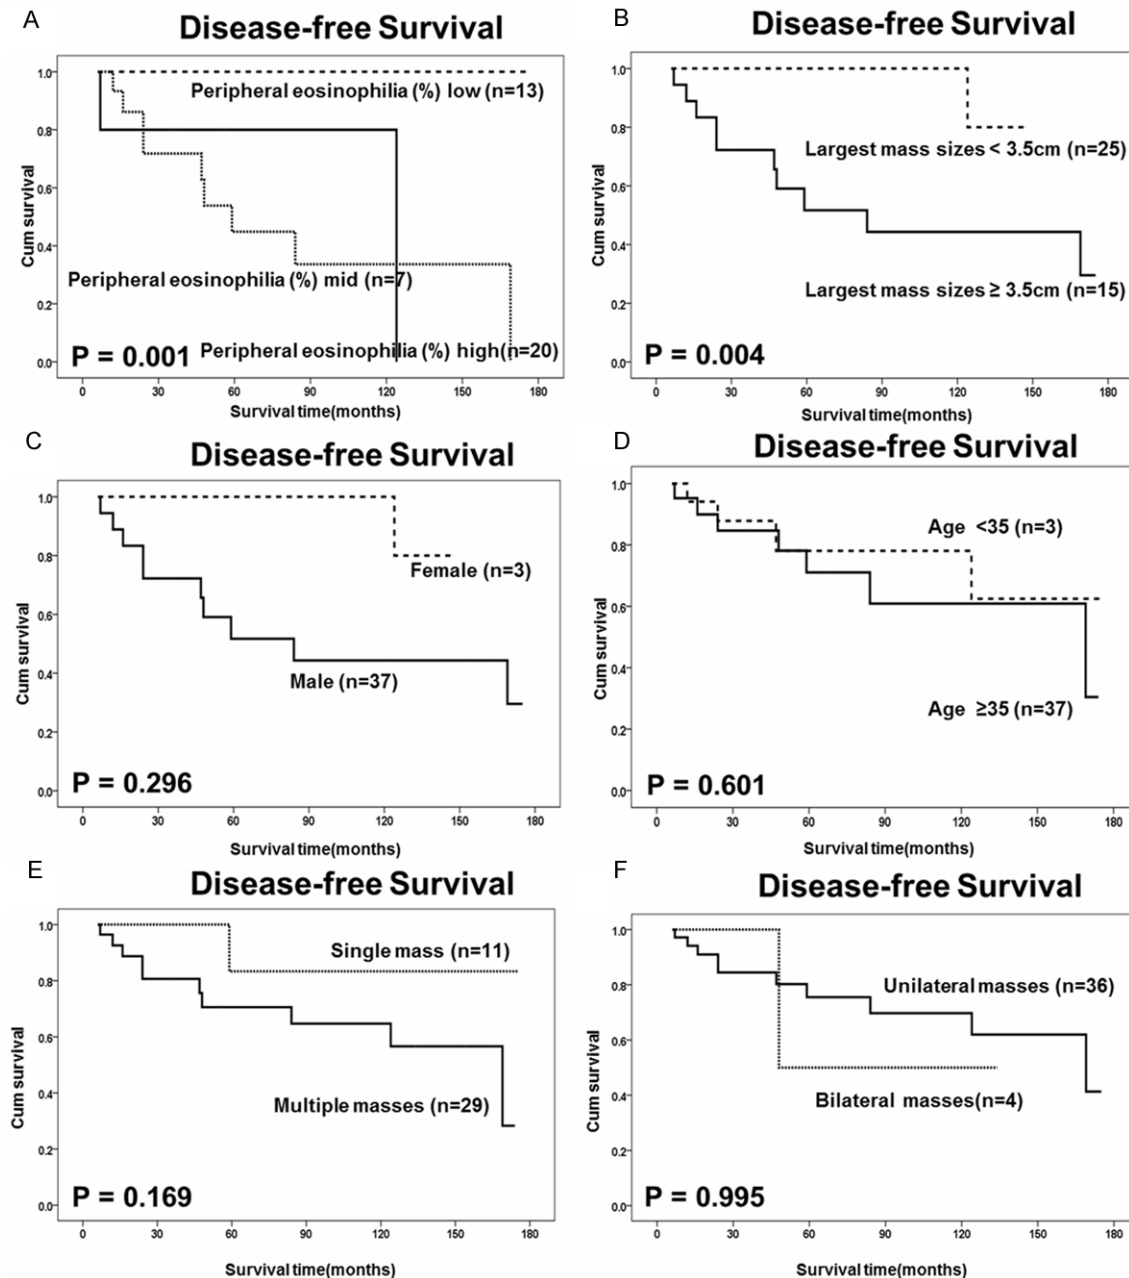 A
Disease-free Survival
1.0
0.8
0.6
0.4
0.2
0.0
Cum survival
Peripheral eosinophilia (%) low (n=13)
Peripheral eosinophilia (%) mid (n=7)
Peripheral eosinophilia (%) high(n=20)
P = 0.001
0 30 60 90 120 150 180
Survival time(months)
B
Disease-free Survival
1.0
0.8
0.6
0.4
0.2
0.0
Cum survival
Largest mass sizes < 3.5cm (n=25)
Largest mass sizes ≥ 3.5cm (n=15)
P = 0.004
0 30 60 90 120 150 180
Survival time(months)
C
Disease-free Survival
1.0
0.8
0.6
0.4
0.2
0.0
Cum survival
Female (n=3)
Male (n=37)
P = 0.296
0 30 60 90 120 150 180
Survival time(months)
D
Disease-free Survival
1.0
0.8
0.6
0.4
0.2
0.0
Cum survival
Age <35 (n=3)
Age ≥35 (n=37)
P = 0.601
0 30 60 90 120 150 180
Survival time(months)
E
Disease-free Survival
1.0
0.8
0.6
0.4
0.2
0.0
Cum survival
Single mass (n=11)
Multiple masses (n=29)
P = 0.169
0 30 60 90 120 150 180
Survival time(months)
F
Disease-free Survival
1.0
0.8
0.6
0.4
0.2
0.0
Cum survival
Unilateral masses (n=36)
Bilateral masses(n=4)
P = 0.995
0 30 60 90 120 150 180
Survival time(months)